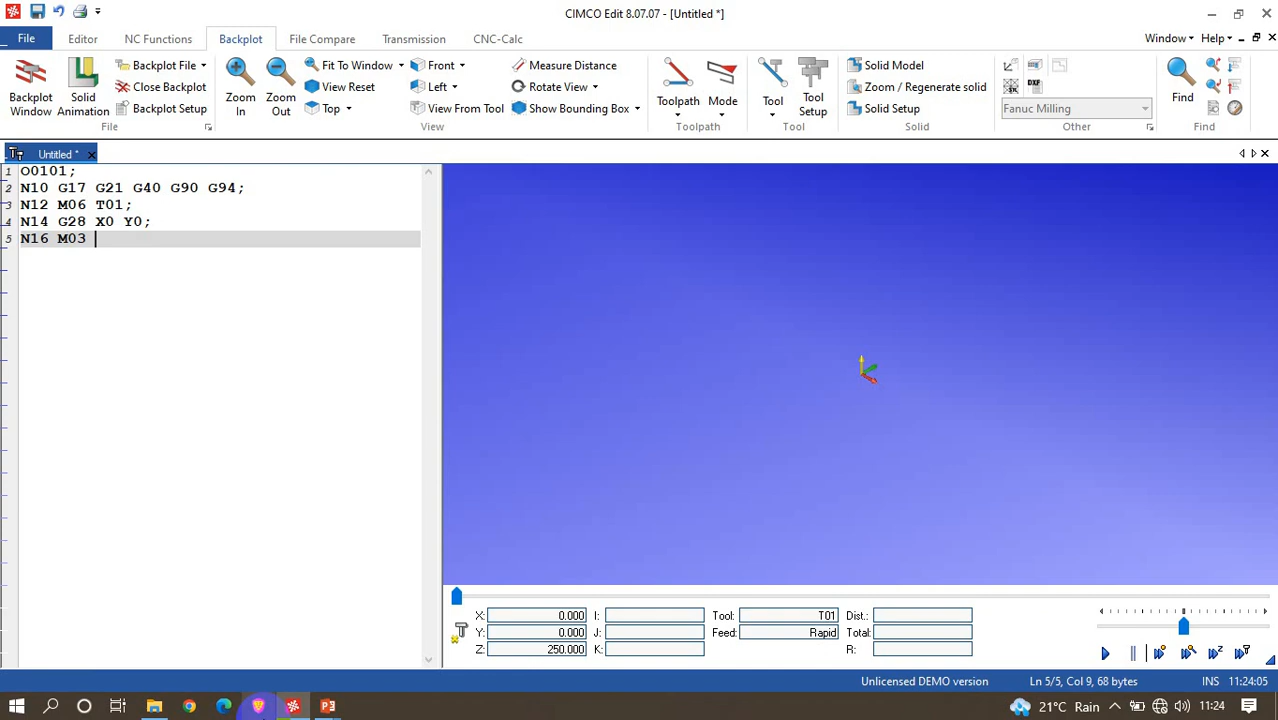 CIMCO Edit 8.07.07 - [Untitled *]
File Editor NC Functions Backplot File Compare Transmission CNC-Calc Window Help
Backplot Window
Solid Animation
Backplot File
Close Backplot
Backplot Setup
File
Zoom In
Zoom Out
Fit To Window
View Reset
Top
Front
Left
View From Tool
Measure Distance
Rotate View
Show Bounding Box
View
Toolpath
Mode
Toolpath
Tool
Tool Setup
Tool
Solid Model
Zoom / Regenerate solid
Solid Setup
Solid
Fanuc Milling
Other
Find
Find
Untitled *
1 O0101;
2 N10 G17 G21 G40 G90 G94;
3 N12 M06 T01;
4 N14 G28 X0 Y0;
5 N16 M03
X: 0.000 I: Tool: T01 Dist.:
Y: 0.000 J: Feed: Rapid Total:
Z: 250.000 K: R:
Unlicensed DEMO version Ln 5/5, Col 9, 68 bytes INS 11:24:05
21°C Rain 11:24